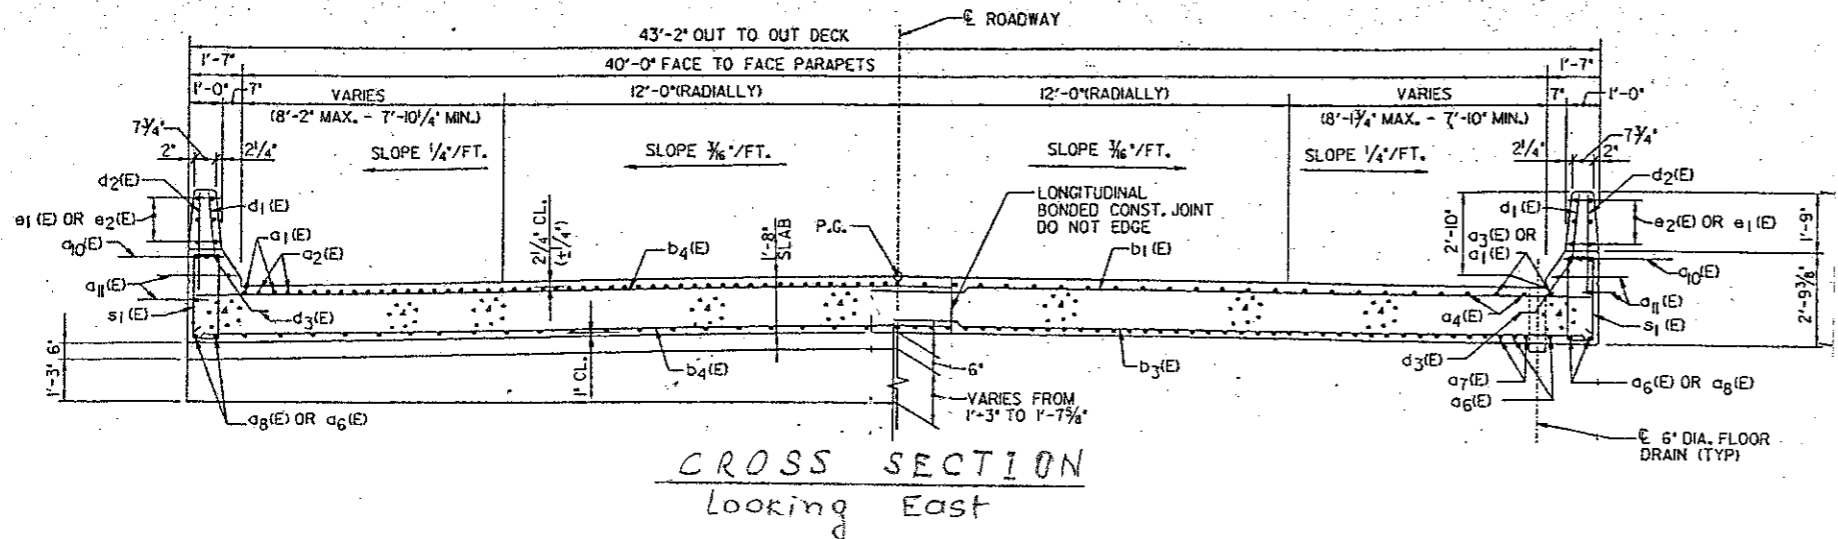 ℄ ROADWAY
43'-2" OUT TO OUT DECK
1'-7"
40'-0" FACE TO FACE PARAPETS
1'-7"
1'-0"
7"
VARIES
12'-0"(RADIALLY)
12'-0"(RADIALLY)
VARIES
7"
1'-0"
(8'-2" MAX. - 7'-10¼" MIN.)
(8'-1¾" MAX. - 7'-10" MIN.)
7¾"
7¾"
2"
2¼"
SLOPE ¼"/FT.
SLOPE 3/16"/FT.
SLOPE 3/16"/FT.
SLOPE ¼"/FT.
2¼"
2"
d2(E)
d1(E)
e1(E) OR e2(E)
a10(E)
a1(E)
a2(E)
a11(E)
s1(E)
d3(E)
2¼" CL.
(±¼")
b4(E)
1'-8"
SLAB
P.G.
LONGITUDINAL
BONDED CONST. JOINT
DO NOT EDGE
b1(E)
2'-10"
d1(E)
a3(E) OR
a1(E)
d2(E)
e2(E) OR e1(E)
1'-9"
a10(E)
a11(E)
s1(E)
2'-9⅜"
a4(E)
d3(E)
6"
1'-3"
1" CL.
b4(E)
6"
b3(E)
VARIES FROM
1'-3" TO 1'-7⅝"
a7(E)
a6(E)
a6(E) OR a8(E)
a8(E) OR a6(E)
℄ 6" DIA. FLOOR
DRAIN (TYP)
CROSS SECTION
Looking East